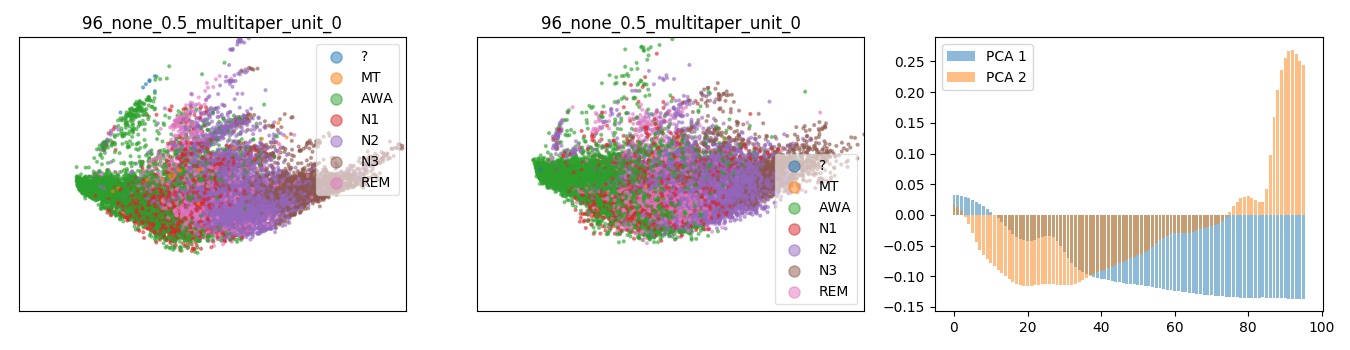 96_none_0.5_multitaper_unit_0
?
MT
AWA
N1
N2
N3
REM
96_none_0.5_multitaper_unit_0
?
MT
AWA
N1
N2
N3
REM
PCA 1
PCA 2
0.25
0.20
0.15
0.10
0.05
0.00
−0.05
−0.10
−0.15
0 20 40 60 80 100